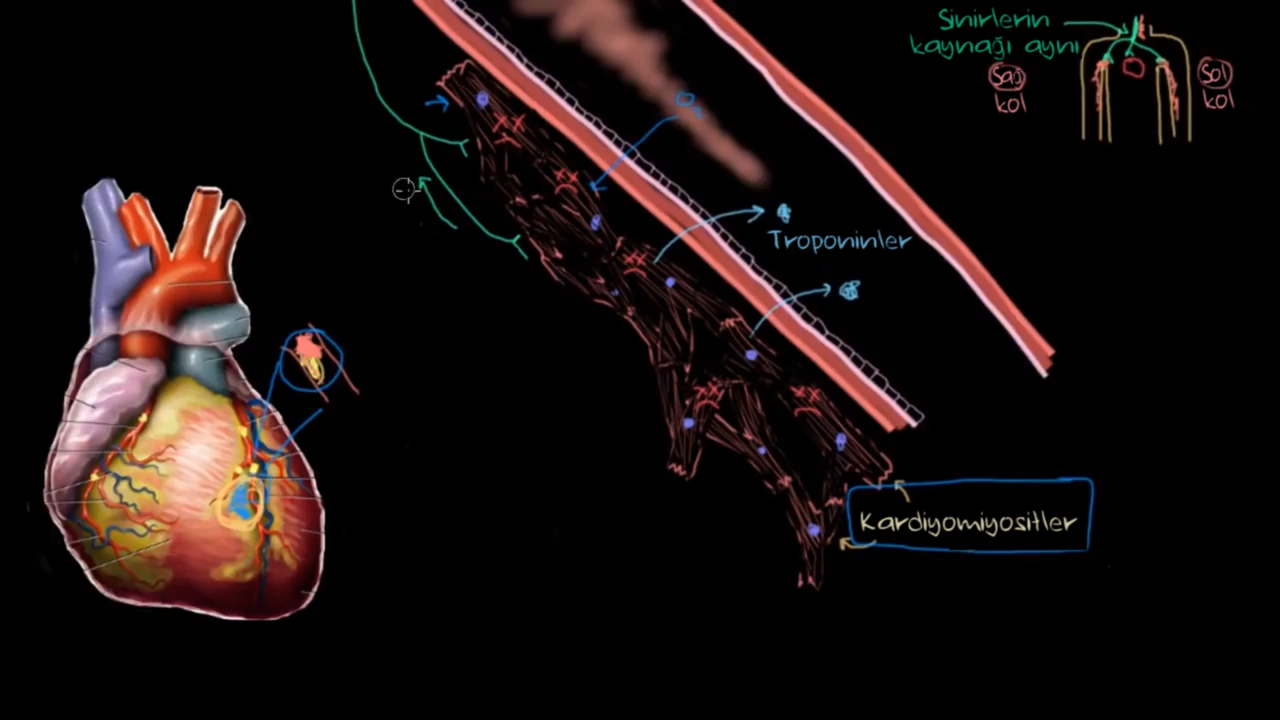 Sinirlerin
kaynağı aynı
Sağ
kol
Sol
kol
O₂
Troponinler
Kardiyomiyositler